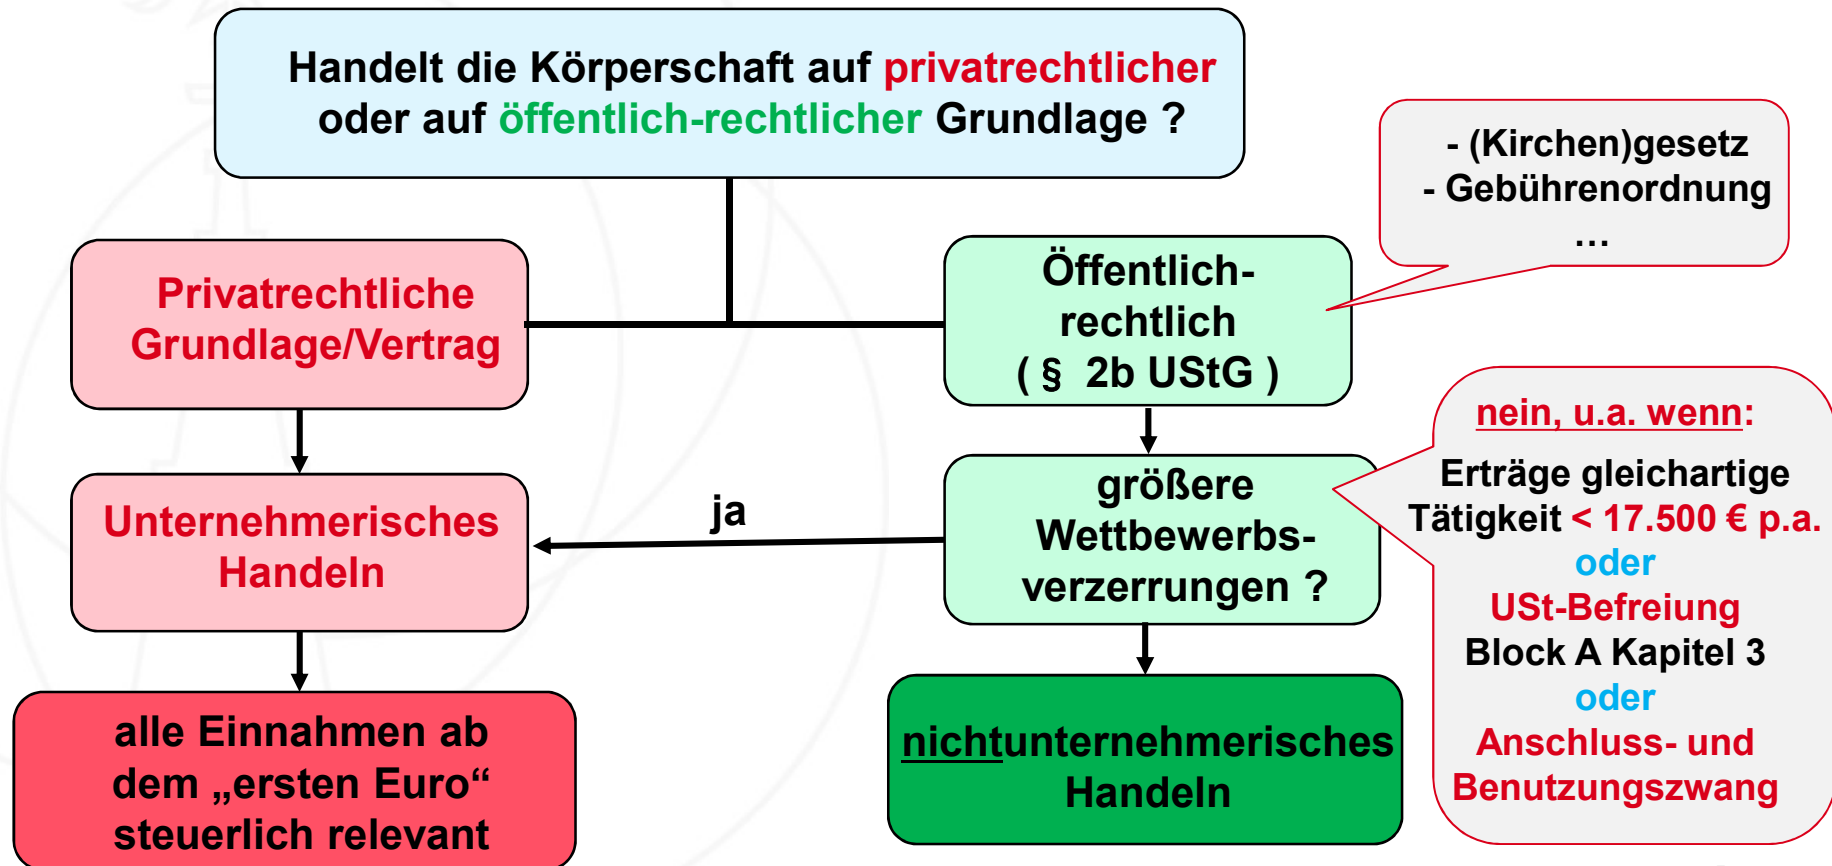 Handelt die Körperschaft auf privatrechtlicher
oder auf öffentlich-rechtlicher Grundlage ?
- (Kirchen)gesetz
- Gebührenordnung
...
Privatrechtliche
Grundlage/Vertrag
Öffentlich-
rechtlich
( § 2b UStG )
Unternehmerisches
Handeln
ja
größere
Wettbewerbs-
verzerrungen ?
nein, u.a. wenn:
Erträge gleichartige
Tätigkeit < 17.500 € p.a.
oder
USt-Befreiung
Block A Kapitel 3
oder
Anschluss- und
Benutzungszwang
alle Einnahmen ab
dem „ersten Euro“
steuerlich relevant
nichtunternehmerisches
Handeln